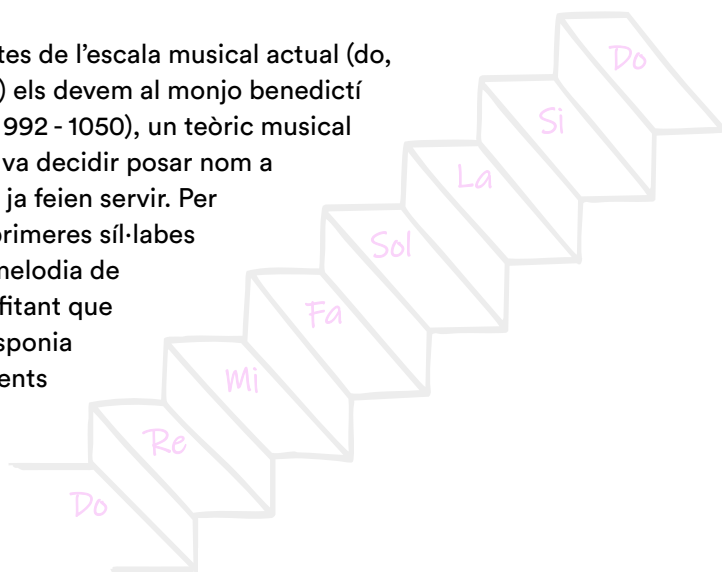 tes de l’escala musical actual (do,
) els devem al monjo benedictí
992 - 1050), un teòric musical
va decidir posar nom a
ja feien servir. Per
primeres síl·labes
melodia de
fitant que
sponia
ents
Do
Si
La
Sol
Fa
Mi
Re
Do